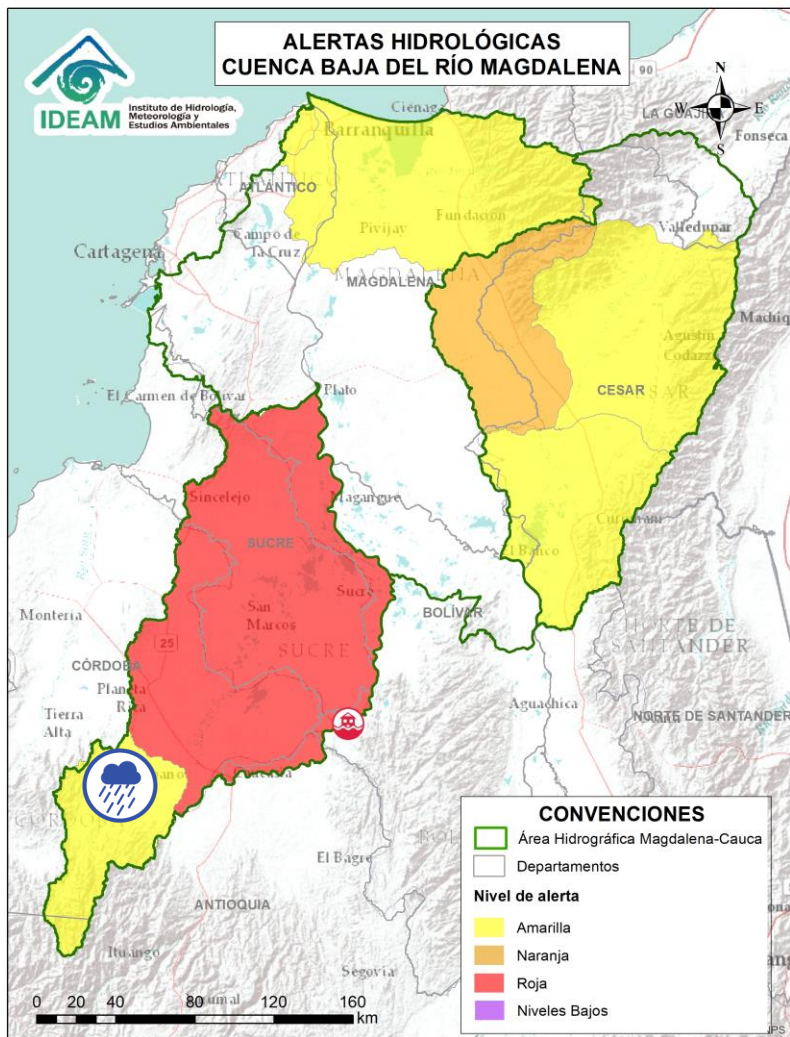 ALERTAS HIDROLÓGICAS
CUENCA BAJA DEL RÍO MAGDALENA
IDEAM
Instituto de Hidrología,
Meteorología y
Estudios Ambientales
N
W
E
S
90
LA GUAJIRA
Fonseca
Ciénaga
Barranquilla
ATLÁNTICO
Valledupar
Campo de
la Cruz
Pivijay
Fundación
Cartagena
MAGDALENA
Agustín
Codazzi
El Carmen de Bolívar
Plato
CESAR
Sincelejo
Magangué
SUCRE
El Banco
Sucre
BOLÍVAR
San
Marcos
SUCRE
Montería
25
CÓRDOBA
Planeta
Rica
Tierra
Alta
Aguachica
NORTE DE
SANTANDER
NORTE DE SANTANDER
El Bagre
ANTIOQUIA
Ituango
Segovia
0 20 40 80 120 160
km
CONVENCIONES
Área Hidrográfica Magdalena-Cauca
Departamentos
Nivel de alerta
Amarilla
Naranja
Roja
Niveles Bajos